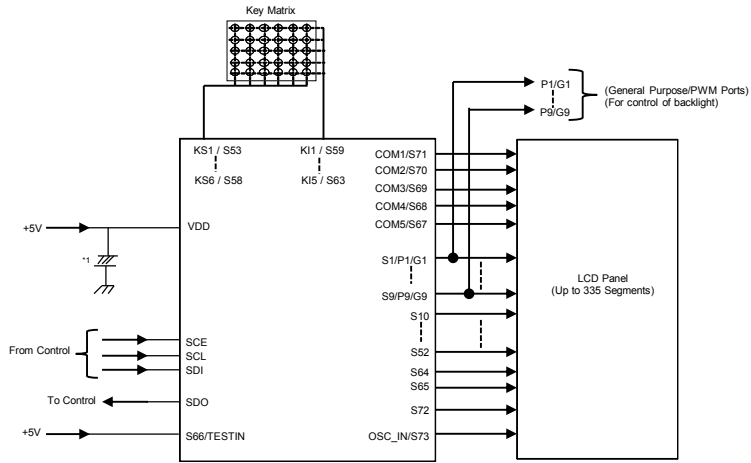 Key Matrix
P1/G1
P9/G9
(General Purpose/PWM Ports)
(For control of backlight)
KS1 / S53
KS6 / S58
KI1 / S59
KI5 / S63
COM1/S71
COM2/S70
COM3/S69
COM4/S68
COM5/S67
+5V
VDD
*1
S1/P1/G1
S9/P9/G9
S10
S52
S64
S65
S72
OSC_IN/S73
LCD Panel
(Up to 335 Segments)
From Control
SCE
SCL
SDI
To Control
SDO
+5V
S66/TESTIN